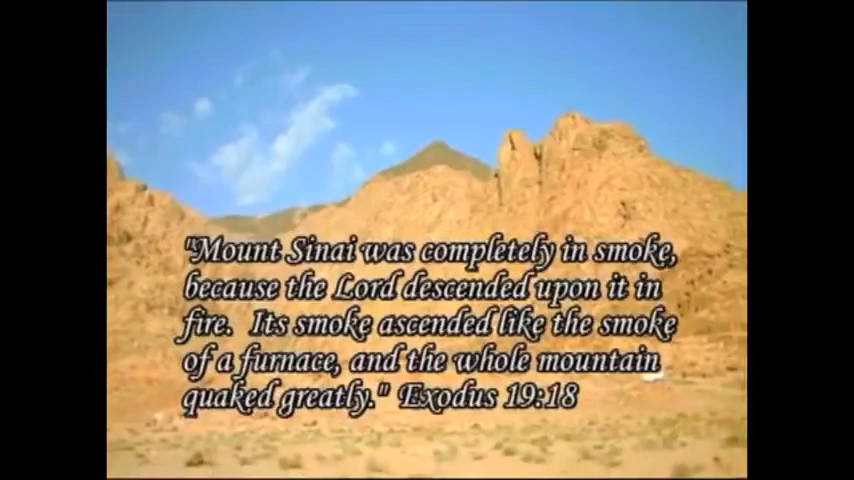 "Mount Sinai was completely in smoke,
because the Lord descended upon it in
fire.  Its smoke ascended like the smoke
of a furnace, and the whole mountain
quaked greatly."  Exodus 19:18